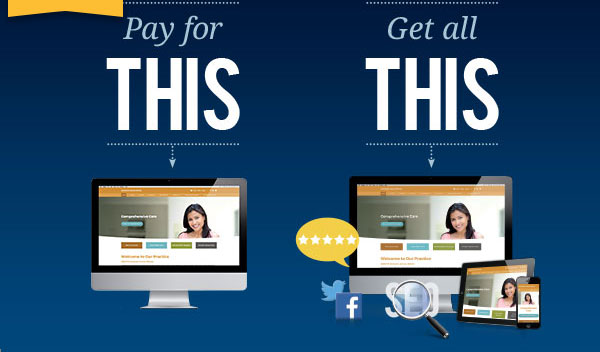 Pay for
THIS
Get all
THIS
Comprehensive Care
Welcome to Our Practice
Comprehensive Care
Welcome to Our Practice
f
SEO